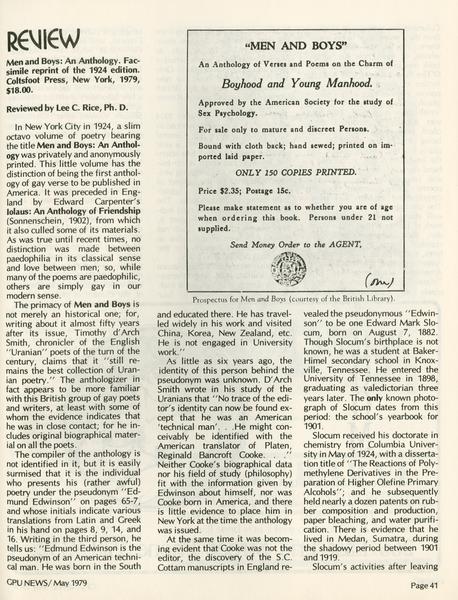 REVIEW
Men and Boys: An Anthology. Fac-
simile reprint of the 1924 edition.
Coltsfoot Press, New York, 1979,
$18.00.
Reviewed by Lee C. Rice, Ph. D.
In New York City in 1924, a slim
octavo volume of poetry bearing
the title Men and Boys: An Anthol-
ogy was privately and anonymously
printed. This little volume has the
distinction of being the first anthol-
ogy of gay verse to be published in
America. It was preceded in Eng-
land by Edward Carpenter's
Iolaus: An Anthology of Friendship
(Sonnenschein, 1902), from which
it also culled some of its materials.
As was true until recent times, no
distinction was made between
paedophilia in its classical sense
and love between men; so, while
many of the poems are paedophilic,
others are simply gay in our
modern sense.
The primacy of Men and Boys is
not merely an historical one; for,
writing about it almost fifty years
after its issue, Timothy d'Arch
Smith, chronicler of the English
"Uranian" poets of the turn of the
century, claims that it "still re-
mains the best collection of Uran-
ian poetry." The anthologizer in
fact appears to be more familiar
with this British group of gay poets
and writers, at least with some of
whom the evidence indicates that
he was in close contact; for he in-
cludes original biographical mater-
ial on all the poets.
The compiler of the anthology is
not identified in it, but it is easily
surmised that it is the individual
who presents his (rather awful)
poetry under the pseudonym "Ed-
mund Edwinson" on pages 65-7,
and whose initials indicate various
translations from Latin and Greek
in his hand on pages 8, 9, 14, and
16. Writing in the third person, he
tells us: "Edmund Edwinson is the
pseudonym of an American techni-
cal man. He was born in the South
"MEN AND BOYS"
An Anthology of Verses and Poems on the Charm of
Boyhood and Young Manhood.
Approved by the American Society for the study of
Sex Psychology.
For sale only to mature and discreet Persons.
Bound with cloth back; hand sewed; printed on im-
ported laid paper.
ONLY 150 COPIES PRINTED.
Price $2.35; Postage 15c.
Please make statement as to whether you are of age
when ordering this book. Persons under 21 not
supplied.
Send Money Order to the AGENT,
(over)
Prospectus for Men and Boys (courtesy of the British Library).
and educated there. He has travel-
led widely in his work and visited
China, Korea, New Zealand, etc.
He is not engaged in University
work."
As little as six years ago, the
identity of this person behind the
pseudonym was unknown. D'Arch
Smith wrote in his study of the
Uranians that "No trace of the edi-
tor's identity can now be found ex-
cept that he was an American
'technical man'. . .He might con-
ceivably be identified with the
American translator of Platen,
Reginald Bancroft Cooke. . . ."
Neither Cooke's biographical data
nor his field of study (philosophy)
fit with the information given by
Edwinson about himself, nor was
Cooke born in America, and there
is little evidence to place him in
New York at the time the anthology
was issued.
At the same time it was becom-
ing evident that Cooke was not the
editor, the discovery of the S.C.
Cottam manuscripts in England re-
vealed the pseudonymous "Edwin-
son" to be one Edward Mark Slo-
cum, born on August 7, 1882.
Though Slocum's birthplace is not
known, he was a student at Baker-
Himel secondary school in Knox-
ville, Tennessee. He entered the
University of Tennessee in 1898,
graduating as valedictorian three
years later. The only known photo-
graph of Slocum dates from this
period: the school's yearbook for
1901.
Slocum received his doctorate in
chemistry from Columbia Univer-
sity in May of 1924, with a disserta-
tion title of "The Reactions of Poly-
methylene Derivatives in the Pre-
paration of Higher Olefine Primary
Alcohols"; and he subsequently
held nearly a dozen patents on rub-
ber composition and production,
paper bleaching, and water purifi-
cation. There is evidence that he
lived in Medan, Sumatra, during
the shadowy period between 1901
and 1919.
Slocum's activities after leaving
GPU NEWS/May 1979
Page 41